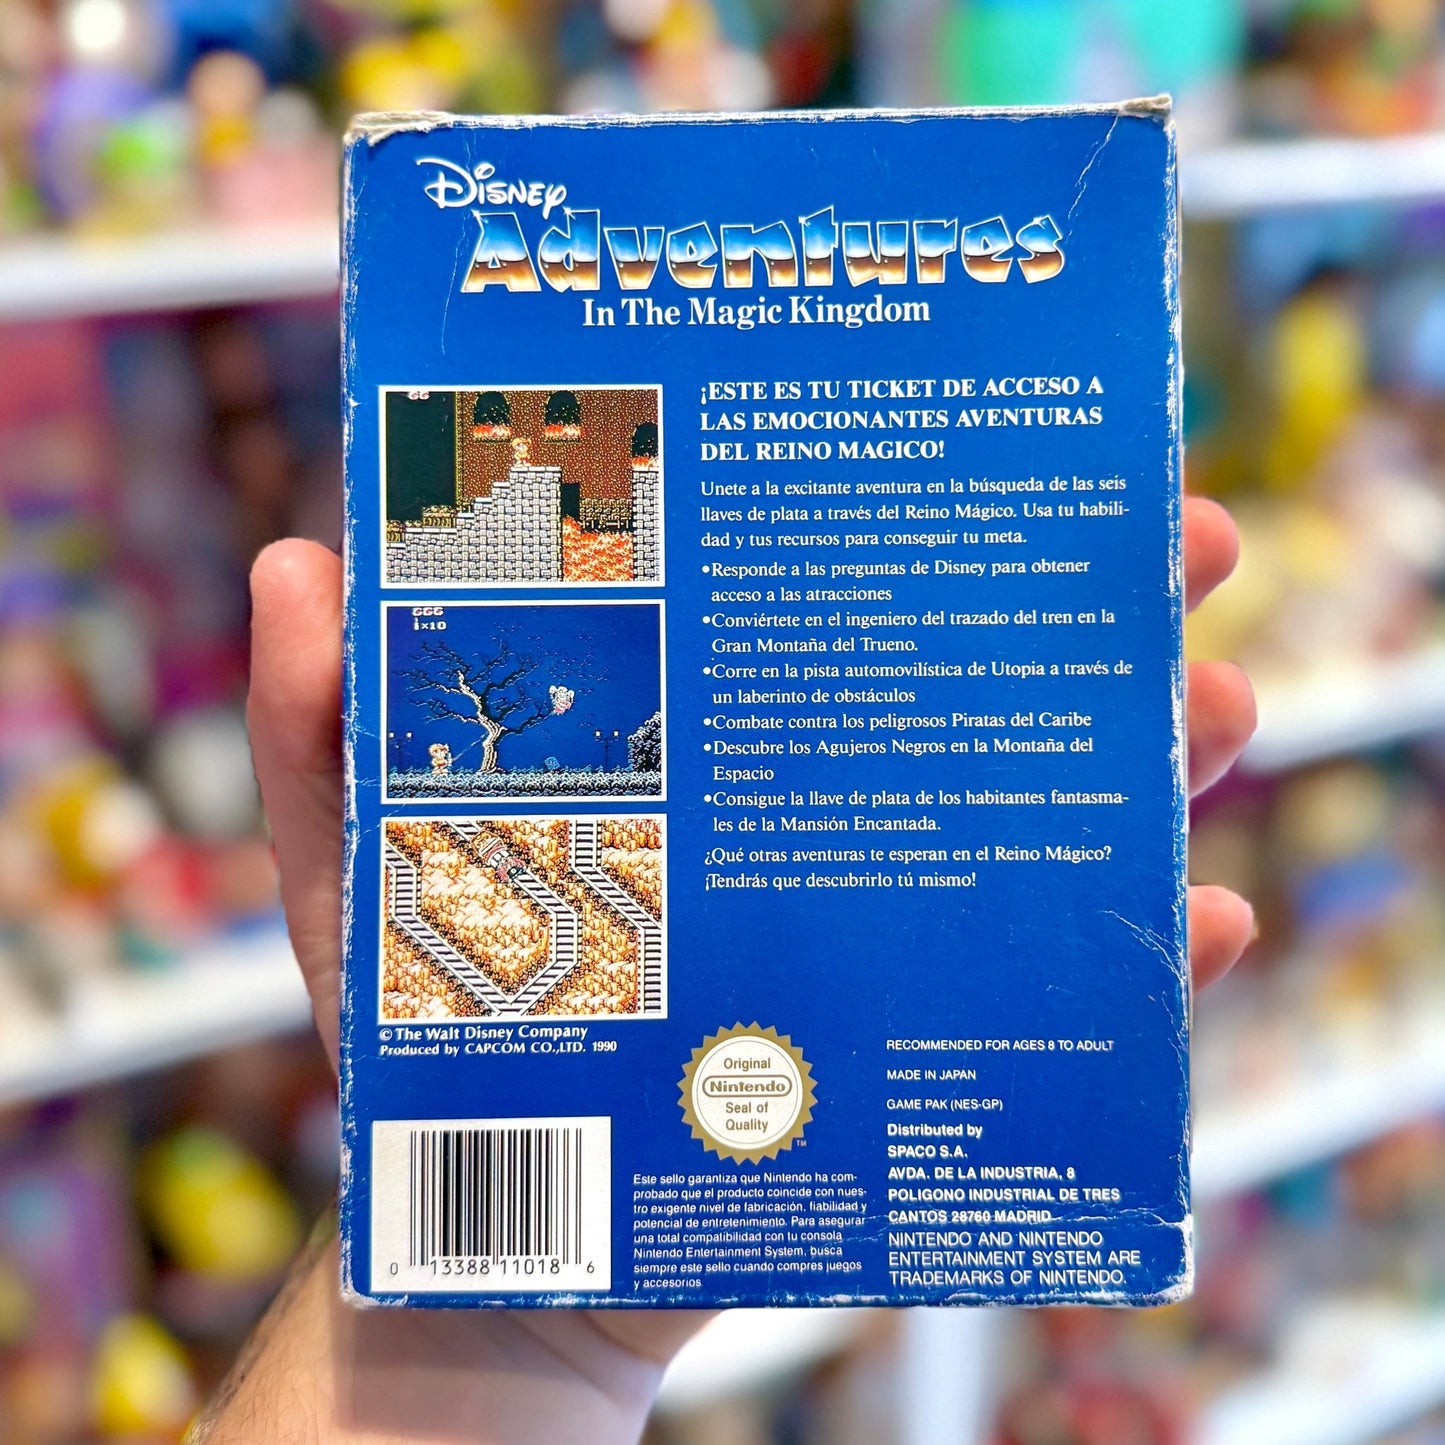 Disney
Adventures
In The Magic Kingdom
¡ESTE ES TU TICKET DE ACCESO A
LAS EMOCIONANTES AVENTURAS
DEL REINO MAGICO!
Unete a la excitante aventura en la búsqueda de las seis
llaves de plata a través del Reino Mágico. Usa tu habili-
dad y tus recursos para conseguir tu meta.
•Responde a las preguntas de Disney para obtener
acceso a las atracciones
•Conviértete en el ingeniero del trazado del tren en la
Gran Montaña del Trueno.
•Corre en la pista automovilística de Utopia a través de
un laberinto de obstáculos
•Combate contra los peligrosos Piratas del Caribe
•Descubre los Agujeros Negros en la Montaña del
Espacio
•Consigue la llave de plata de los habitantes fantasma-
les de la Mansión Encantada.
¿Qué otras aventuras te esperan en el Reino Mágico?
¡Tendrás que descubrirlo tú mismo!
×10
© The Walt Disney Company
Produced by CAPCOM CO.,LTD. 1990
Original
Nintendo
Seal of
Quality
TM
Este sello garantiza que Nintendo ha com-
probado que el producto coincide con nues-
tro exigente nivel de fabricación, fiabilidad y
potencial de entretenimiento. Para asegurar
una total compatibilidad con tu consola
Nintendo Entertainment System, busca
siempre este sello cuando compres juegos
y accesorios
RECOMMENDED FOR AGES 8 TO ADULT
MADE IN JAPAN
GAME PAK (NES-GP)
Distributed by
SPACO S.A.
AVDA. DE LA INDUSTRIA, 8
POLIGONO INDUSTRIAL DE TRES
CANTOS 28760 MADRID
NINTENDO AND NINTENDO
ENTERTAINMENT SYSTEM ARE
TRADEMARKS OF NINTENDO.
0 13388 11018 6